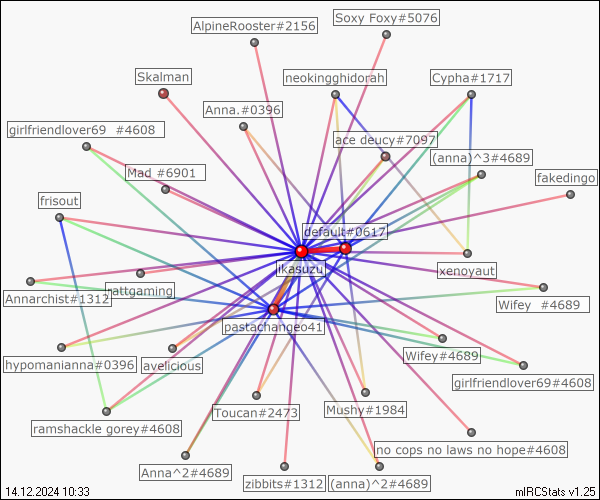 Soxy Foxy#5076
AlpineRooster#2156
Skalman
neokingghidorah
Cypha#1717
Anna.#0396
girlfriendlover69 #4608
ace deucy#7097
(anna)^3#4689
Mad #6901
fakedingo
frisout
default#0617
ikasuzu
xenoyaut
rattgaming
Annarchist#1312
Wifey #4689
pastachangeo41
hypomanianna#0396
avelicious
Wifey#4689
girlfriendlover69#4608
Toucan#2473
Mushy#1984
ramshackle gorey#4608
no cops no laws no hope#4608
Anna^2#4689
zibbits#1312
(anna)^2#4689
14.12.2024 10:33
mIRCStats v1.25